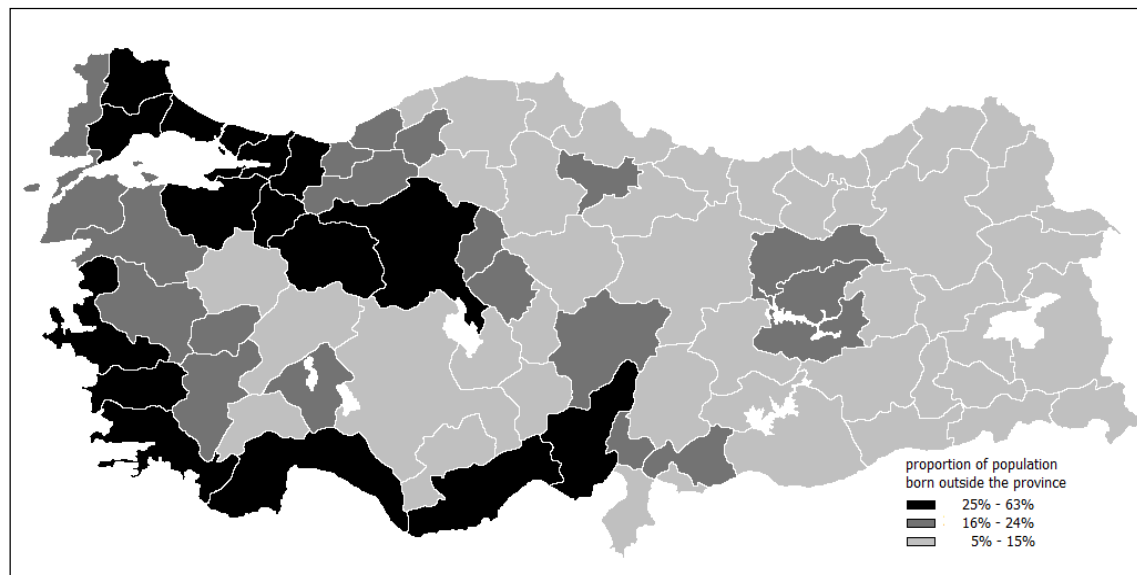 proportion of population
born outside the province
25% - 63%
16% - 24%
5% - 15%